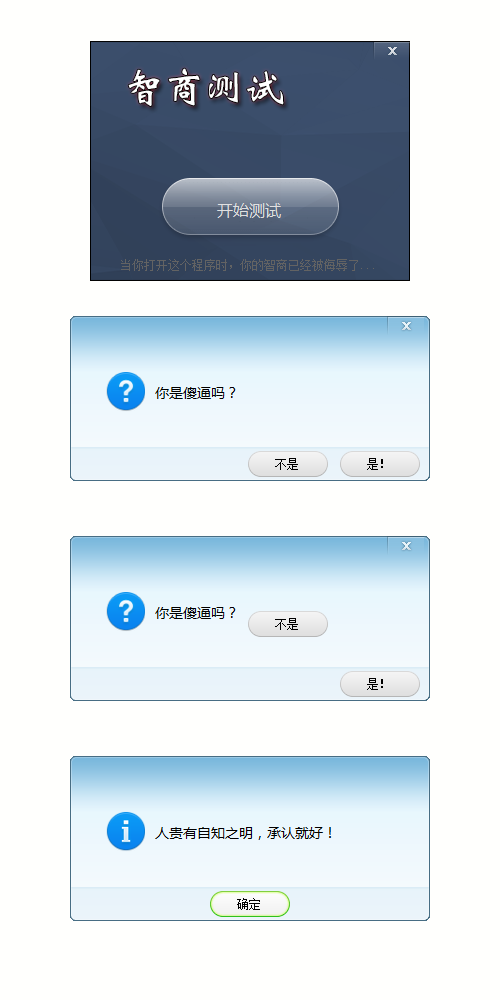 智商测试
开始测试
当你打开这个程序时，你的智商已经被侮辱了...
你是傻逼吗？
不是
是!
你是傻逼吗？
不是
是!
人贵有自知之明，承认就好！
确定